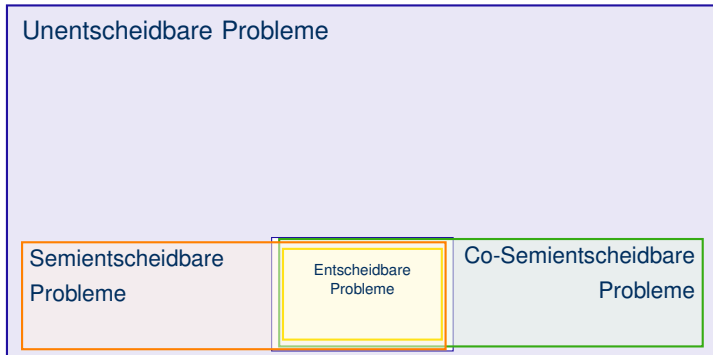 Unentscheidbare Probleme
Semientscheidbare
Probleme
Entscheidbare
Probleme
Co-Semientscheidbare
Probleme